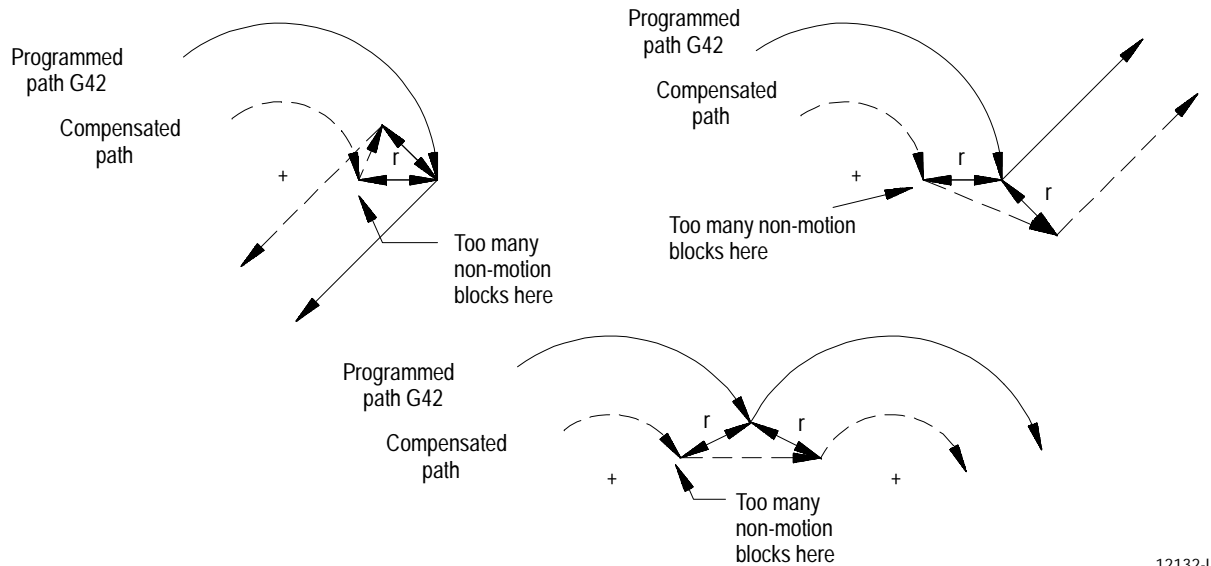 Programmed
path G42
Compensated
path
r
+
Too many
non-motion
blocks here
Programmed
path G42
Compensated
path
r
r
+
Too many non-motion
blocks here
Programmed
path G42
Compensated
path
r
r
+
+
Too many
non-motion
blocks here
12132-I